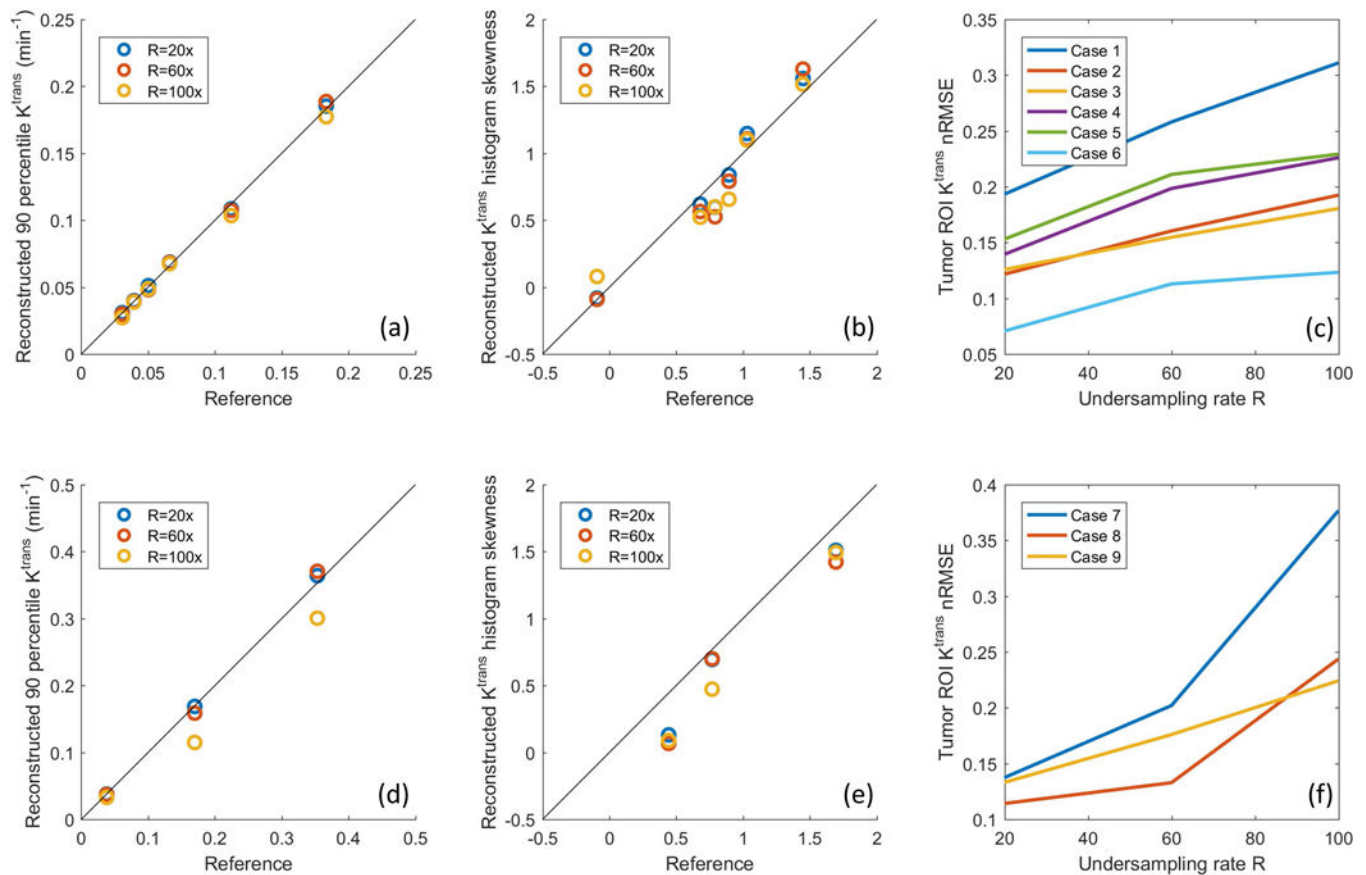 Reconstructed 90 percentile K^trans (min^-1)
0.25
0.2
0.15
0.1
0.05
0
R=20x
R=60x
R=100x
(a)
0
0.05
0.1
0.15
0.2
0.25
Reference
Reconstructed K^trans histogram skewness
2
1.5
1
0.5
0
-0.5
R=20x
R=60x
R=100x
(b)
-0.5
0
0.5
1
1.5
2
Reference
Tumor ROI K^trans nRMSE
0.35
0.3
0.25
0.2
0.15
0.1
0.05
Case 1
Case 2
Case 3
Case 4
Case 5
Case 6
(c)
20
40
60
80
100
Undersampling rate R
Reconstructed 90 percentile K^trans (min^-1)
0.5
0.4
0.3
0.2
0.1
0
R=20x
R=60x
R=100x
(d)
0
0.1
0.2
0.3
0.4
0.5
Reference
Reconstructed K^trans histogram skewness
2
1.5
1
0.5
0
-0.5
R=20x
R=60x
R=100x
(e)
-0.5
0
0.5
1
1.5
2
Reference
Tumor ROI K^trans nRMSE
0.4
0.35
0.3
0.25
0.2
0.15
0.1
Case 7
Case 8
Case 9
(f)
20
40
60
80
100
Undersampling rate R